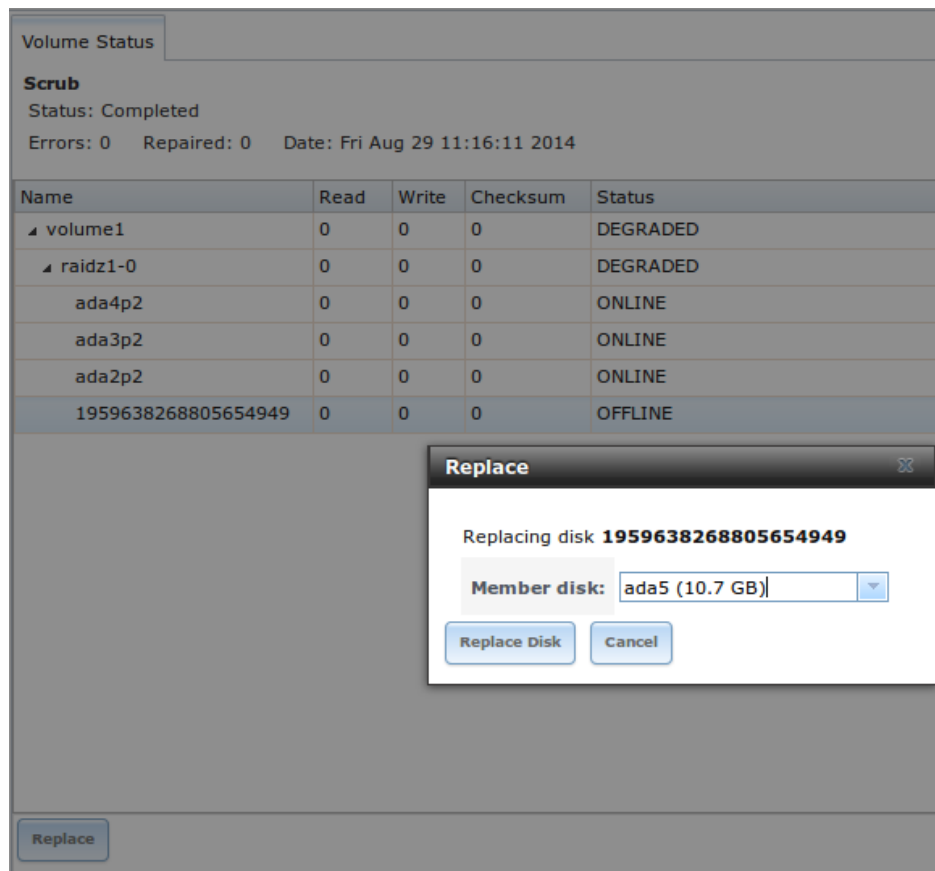 Volume Status
Scrub
Status: Completed
Errors: 0 Repaired: 0 Date: Fri Aug 29 11:16:11 2014
Name Read Write Checksum Status
volume1 0 0 0 DEGRADED
raidz1-0 0 0 0 DEGRADED
ada4p2 0 0 0 ONLINE
ada3p2 0 0 0 ONLINE
ada2p2 0 0 0 ONLINE
1959638268805654949 0 0 0 OFFLINE
Replace
Replacing disk 1959638268805654949
Member disk: ada5 (10.7 GB)
Replace Disk Cancel
Replace